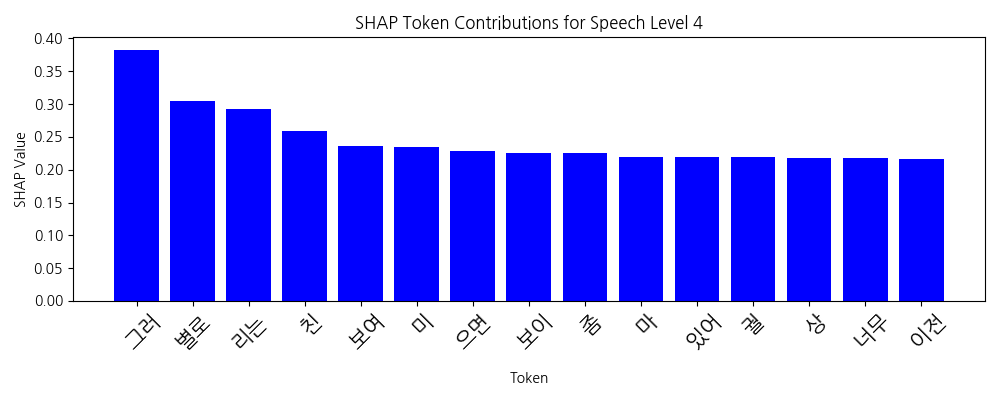 SHAP Token Contributions for Speech Level 4
SHAP Value
0.40
0.35
0.30
0.25
0.20
0.15
0.10
0.05
0.00
그러 별로 리는 친 보여 미 으면 보이 좀 마 있어 궐 상 너무 이전
Token